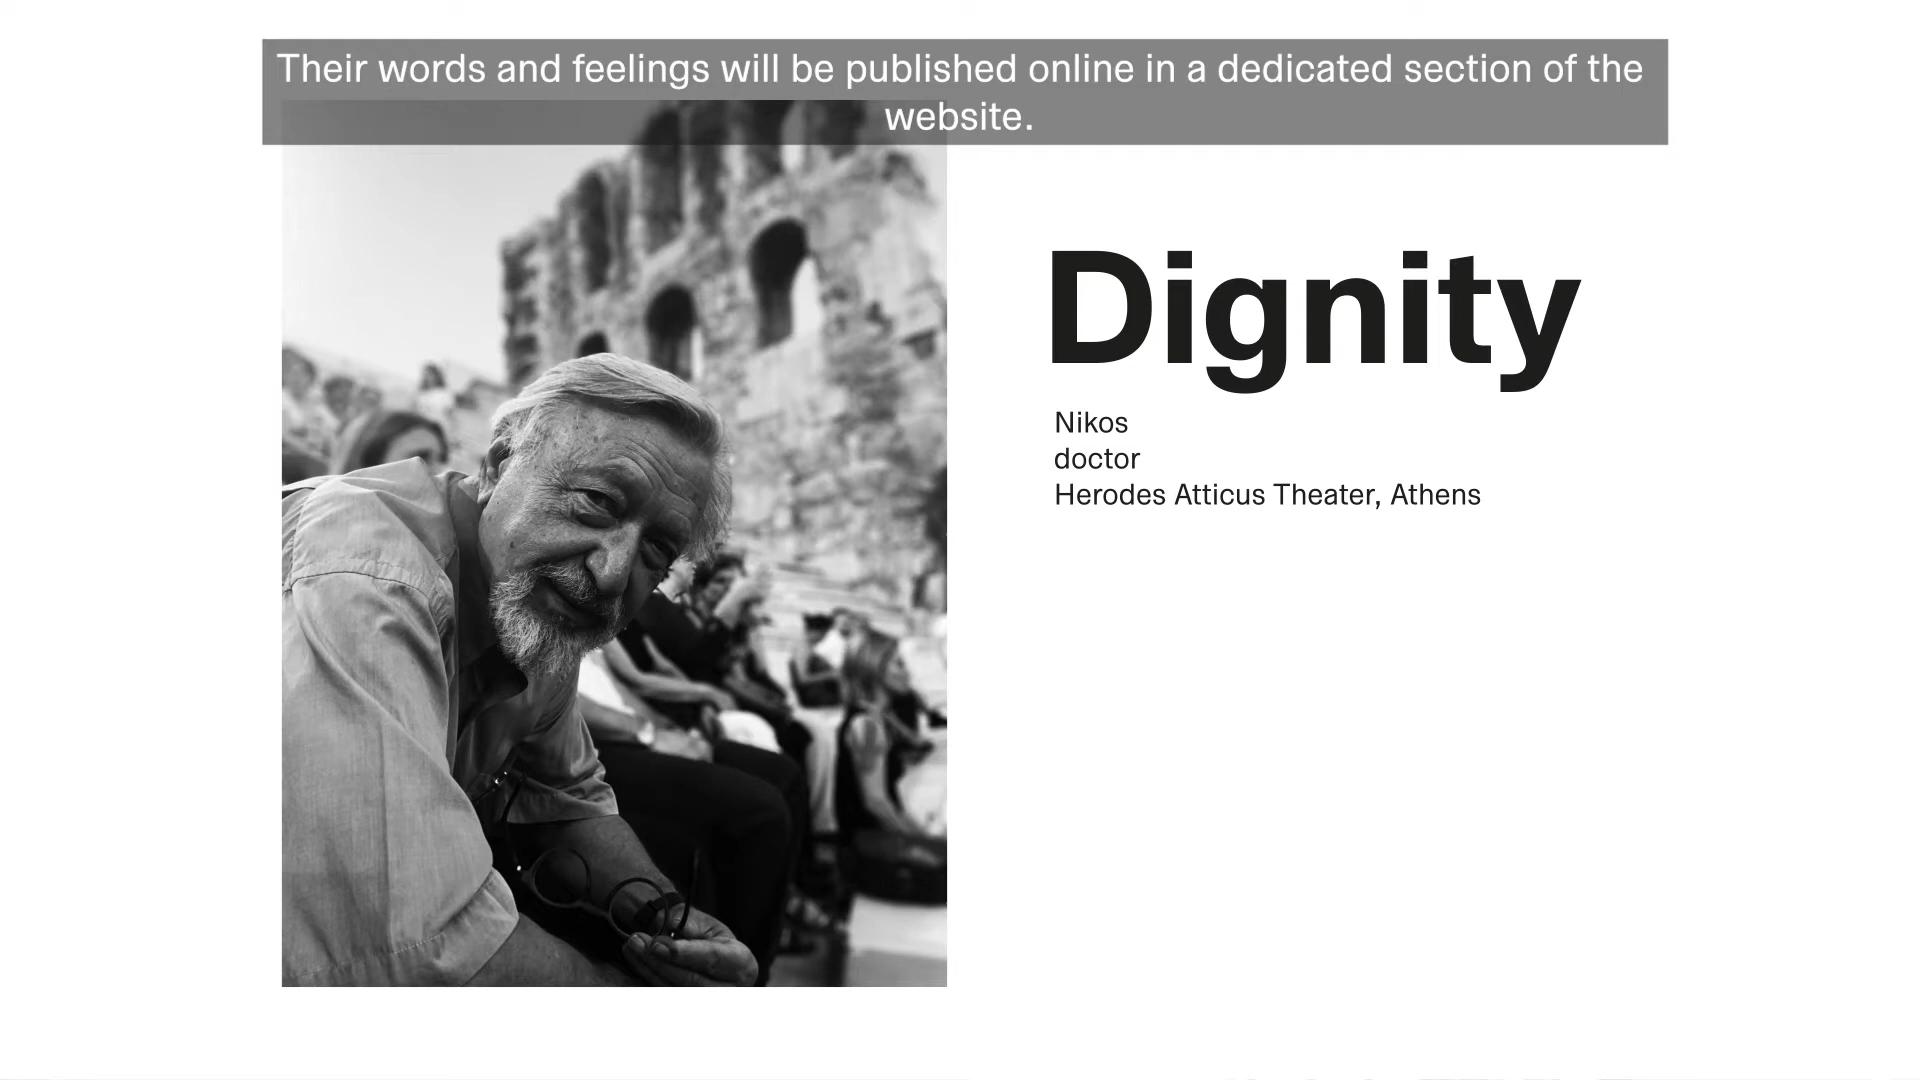 Their words and feelings will be published online in a dedicated section of the
website.
Dignity
Nikos
doctor
Herodes Atticus Theater, Athens